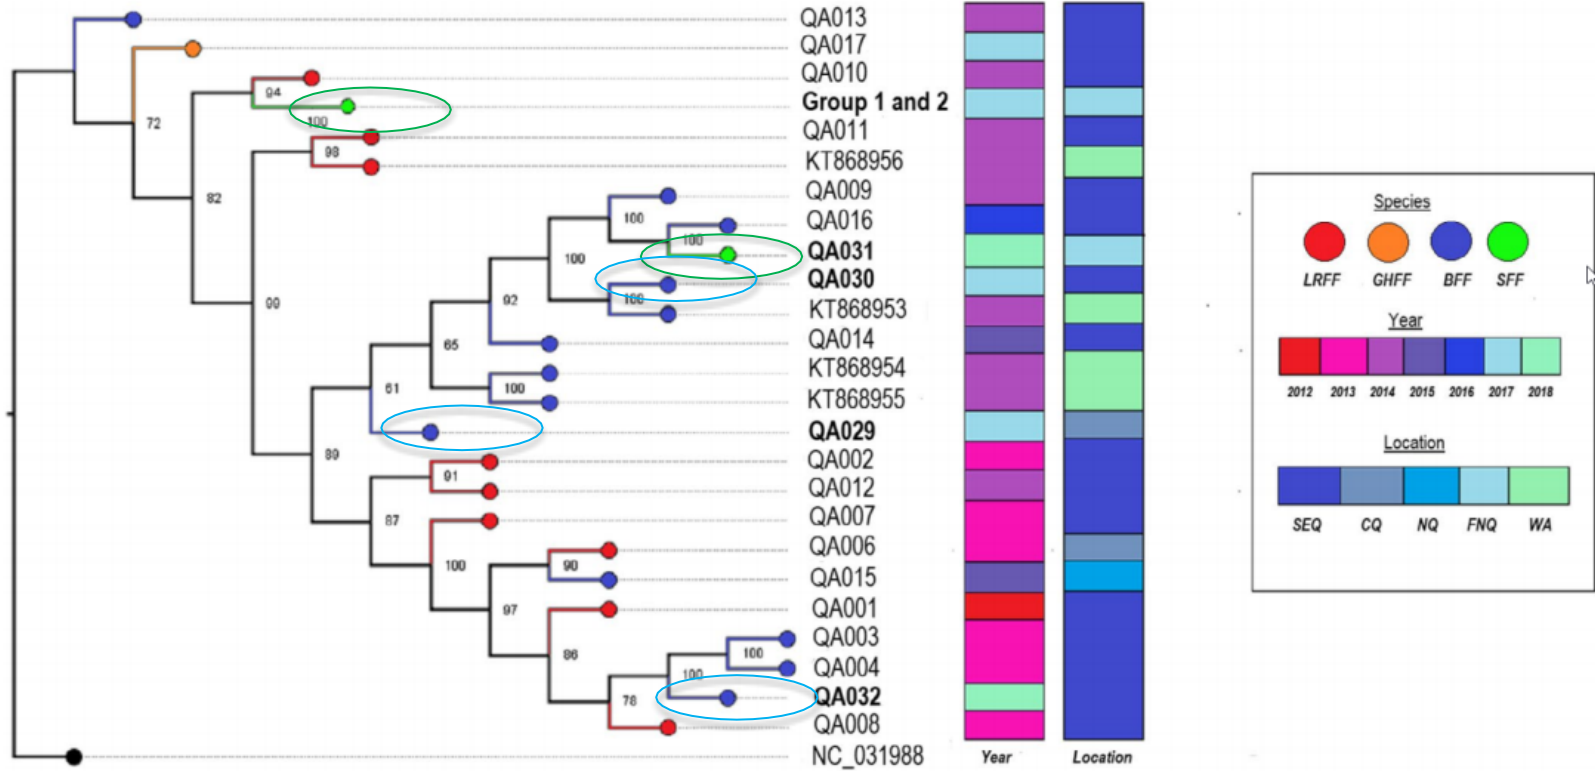 QA013
QA017
QA010
94
Group 1 and 2
100
72
QA011
98
KT868956
82
QA009
100
QA016
100
QA031
100
QA030
100
92
KT868953
99
QA014
65
KT868954
61
100
KT868955
QA029
89
QA002
91
QA012
87
QA007
QA006
100
90
QA015
97
QA001
QA003
86
100
QA004
100
QA032
78
QA008
NC_031988
Year
Location
Species
LRFF GHFF BFF SFF
Year
2012 2013 2014 2015 2016 2017 2018
Location
SEQ CQ NQ FNQ WA